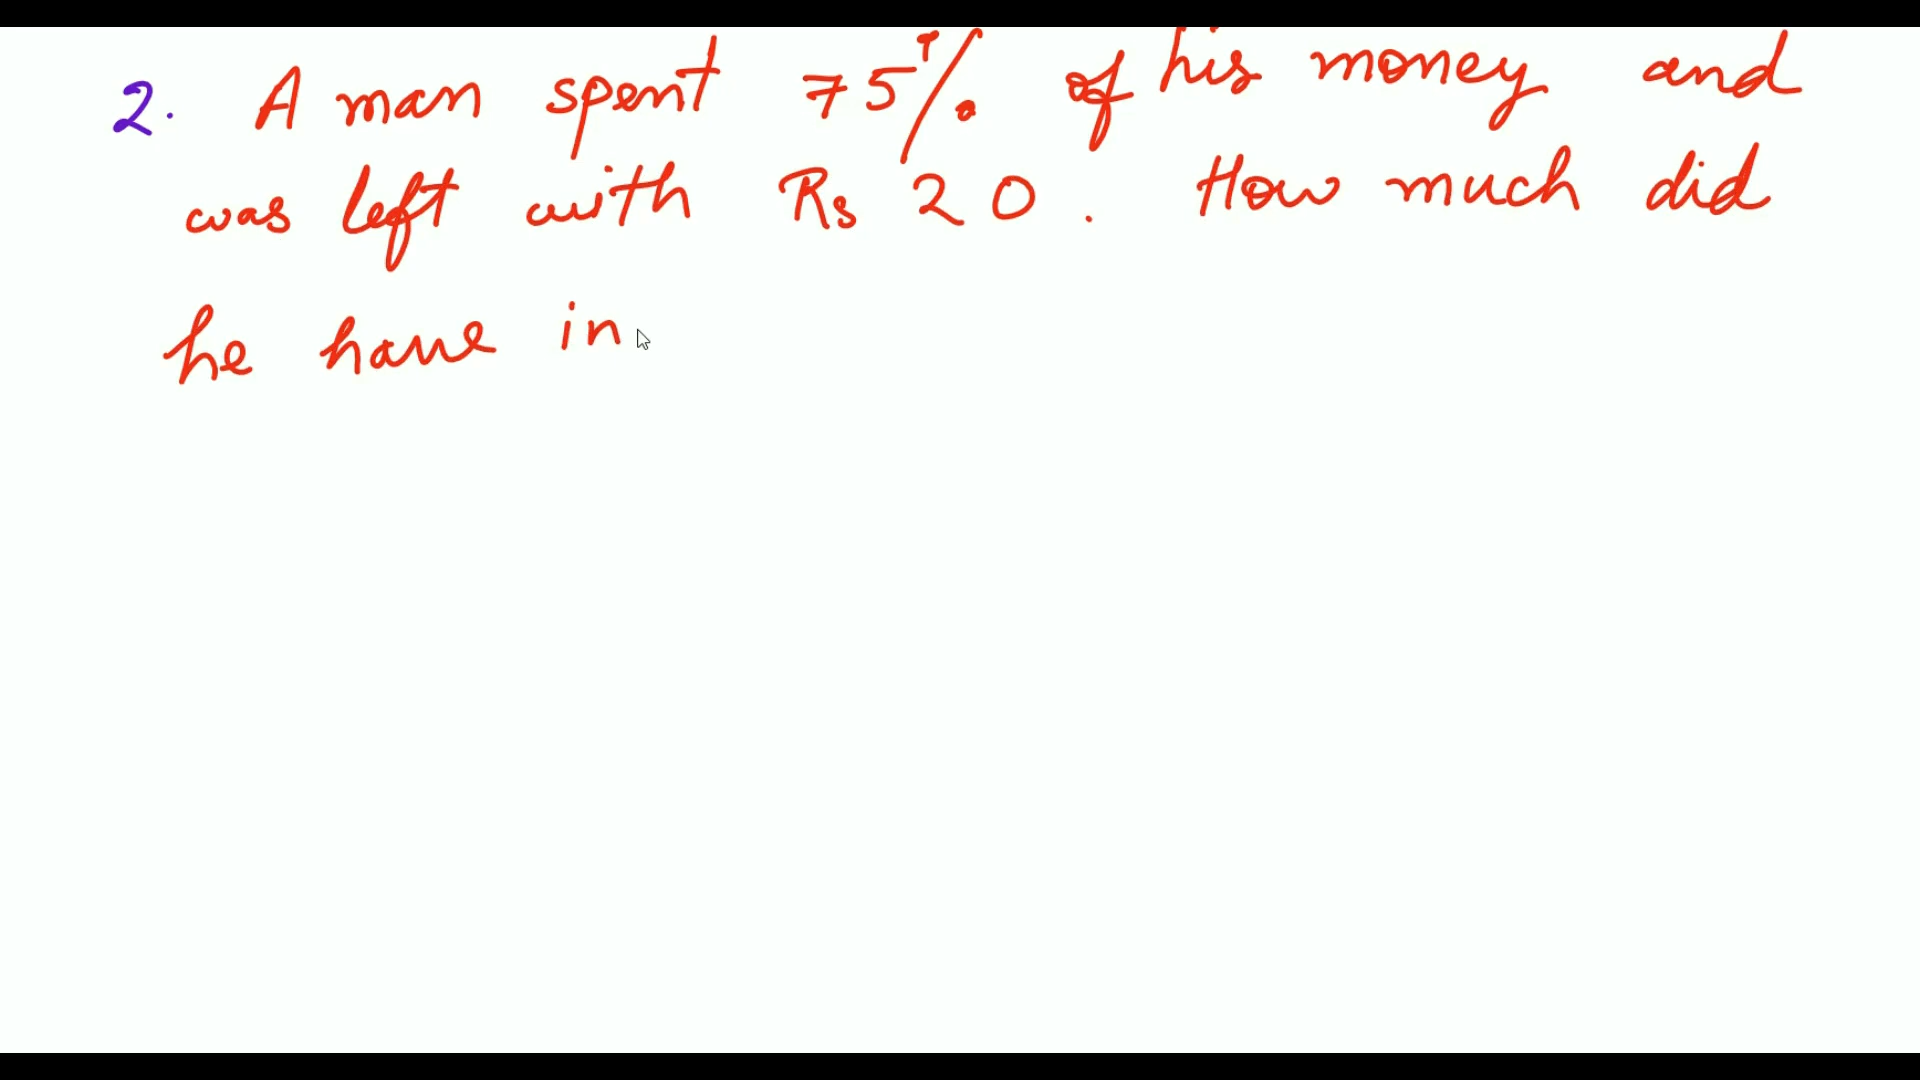 2. A man spent 75% of his money and
was left with Rs 20. How much did
he have in